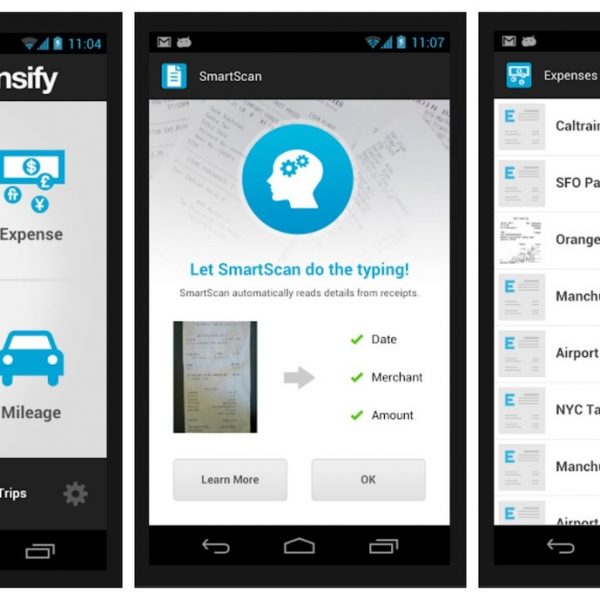 11:04
nsify
Expense
Mileage
Trips
11:07
SmartScan
Let SmartScan do the typing!
SmartScan automatically reads details from receipts.
Date
Merchant
Amount
Learn More
OK
Expenses
E
Caltrain
E
SFO Pa
Orange
E
Manchu
E
Airport
E
NYC Ta
E
Manchu
E
Airport